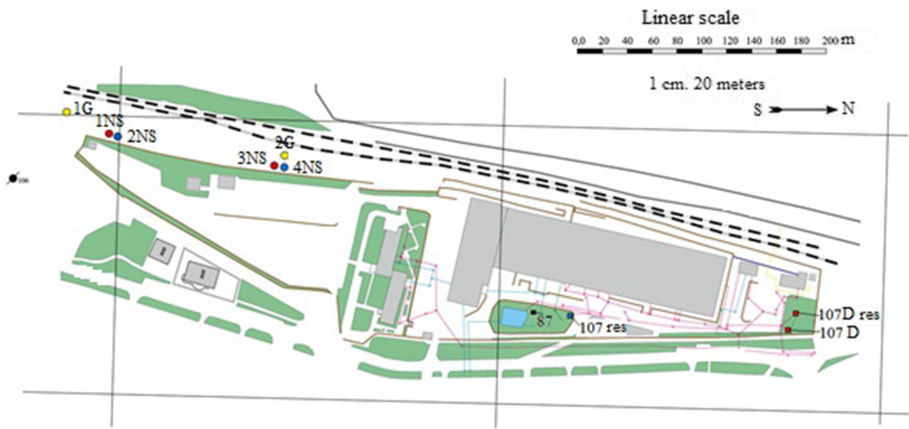 Linear scale
0,0 20 40 60 80 100 120 140 160 180 200 m
1 cm. 20 meters
S N
1G
1NS
2NS
2G
3NS
4NS
87
107 res
107D res
107 D